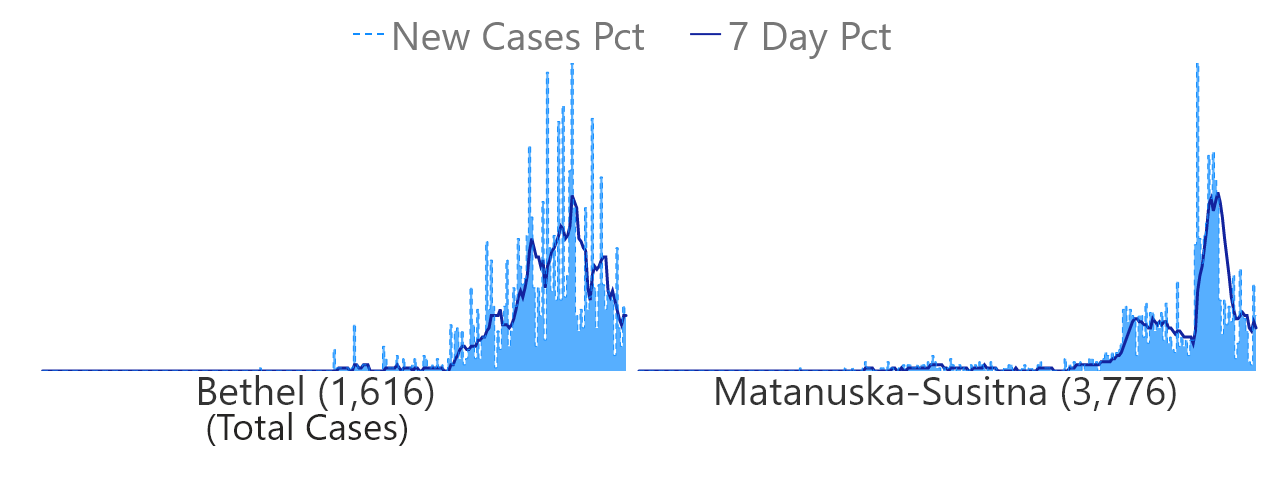 New Cases Pct 7 Day Pct
Bethel (1,616) Matanuska-Susitna (3,776)
(Total Cases)